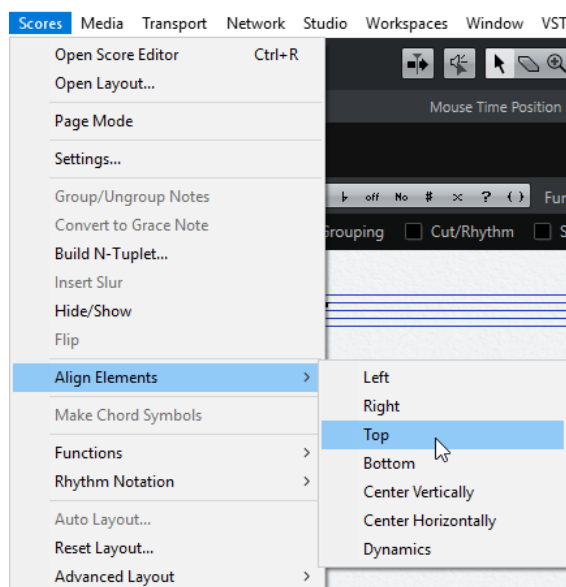 Scores Media Transport Network Studio Workspaces Window VST
Open Score Editor Ctrl+R
Open Layout...
Mouse Time Position
Page Mode
Settings...
Group/Ungroup Notes
off No # x ? ( ) Fun
Convert to Grace Note
rouping Cut/Rhythm S
Build N-Tuplet...
Insert Slur
Hide/Show
Flip
Align Elements >
Left
Right
Make Chord Symbols
Top
Functions >
Bottom
Rhythm Notation >
Center Vertically
Auto Layout...
Center Horizontally
Reset Layout...
Dynamics
Advanced Layout >